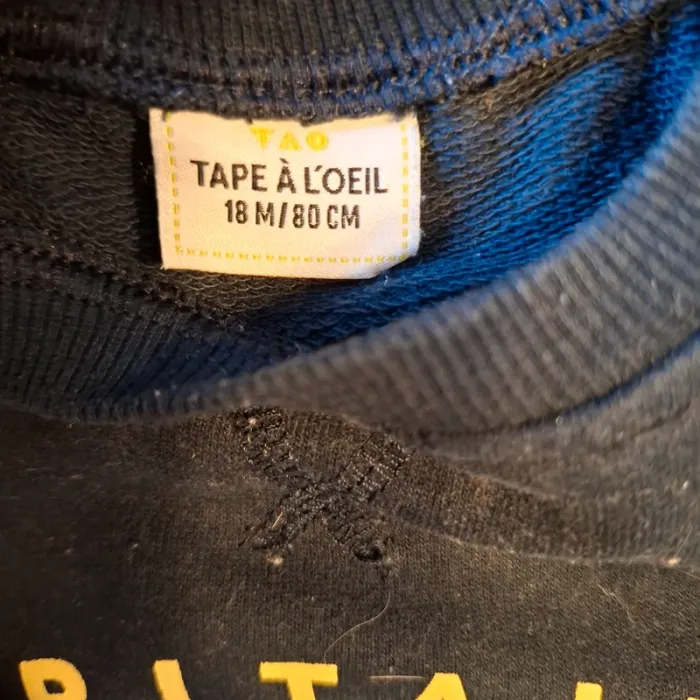 TAO
TAPE À L'OEIL
18 M/80 CM